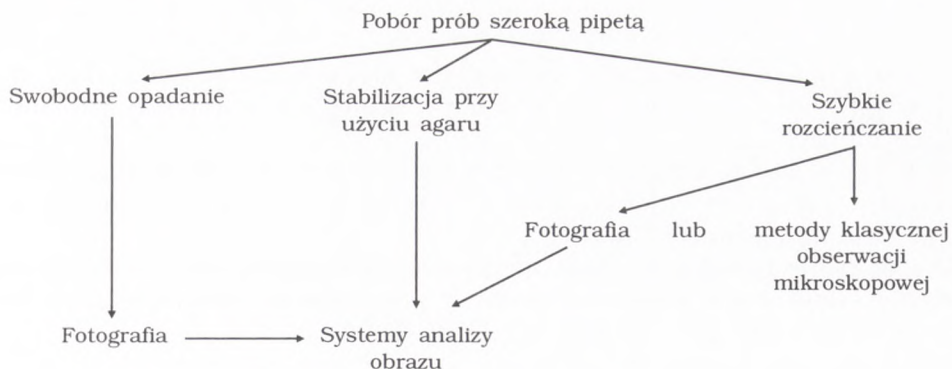 Pobór prób szeroką pipetą
Swobodne opadanie
Stabilizacja przy
użyciu agaru
Szybkie
rozcieńczanie
Fotografia lub metody klasycznej
obserwacji
mikroskopowej
Fotografia
Systemy analizy
obrazu